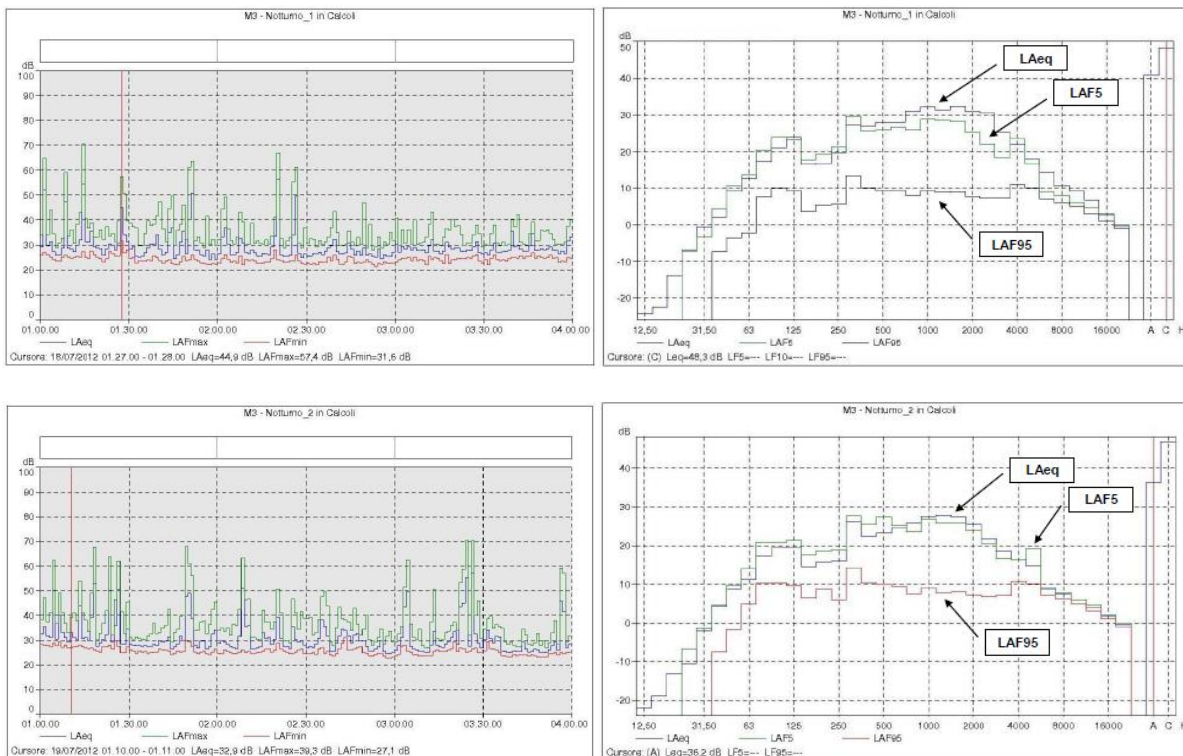 M3 - Notturno_1 in Calcoli
dB
100
90
80
70
60
50
40
30
20
10
0
01.00.00 01.30.00 02.00.00 02.30.00 03.00.00 03.30.00 04.00.00
LAeq LAFmax LAFmin
Cursore: 18/07/2012 01.27.00 - 01.28.00 LAeq=44,9 dB LAFmax=57,4 dB LAFmin=31,6 dB
M3 - Notturno_1 in Calcoli
dB
50
40
30
20
10
0
-10
-20
LAeq
LAF5
LAF95
12,50 31,50 63 125 250 500 1000 2000 4000 8000 16000 A C H
LAeq LAF5 LAF95
Cursore: (C) Leq=48,3 dB LF5=--- LF10=--- LF95=---
M3 - Notturno_2 in Calcoli
dB
100
90
80
70
60
50
40
30
20
10
0
01.00.00 01.30.00 02.00.00 02.30.00 03.00.00 03.30.00 04.00.00
LAeq LAFmax LAFmin
Cursore: 19/07/2012 01.10.00 - 01.11.00 LAeq=32,9 dB LAFmax=39,3 dB LAFmin=27,1 dB
M3 - Notturno_2 in Calcoli
dB
40
30
20
10
0
-10
-20
LAeq
LAF5
LAF95
12,50 31,50 63 125 250 500 1000 2000 4000 8000 16000 A C H
LAeq LAF5 LAF95
Cursore: (A) Leq=36,2 dB LF5=--- LF95=---